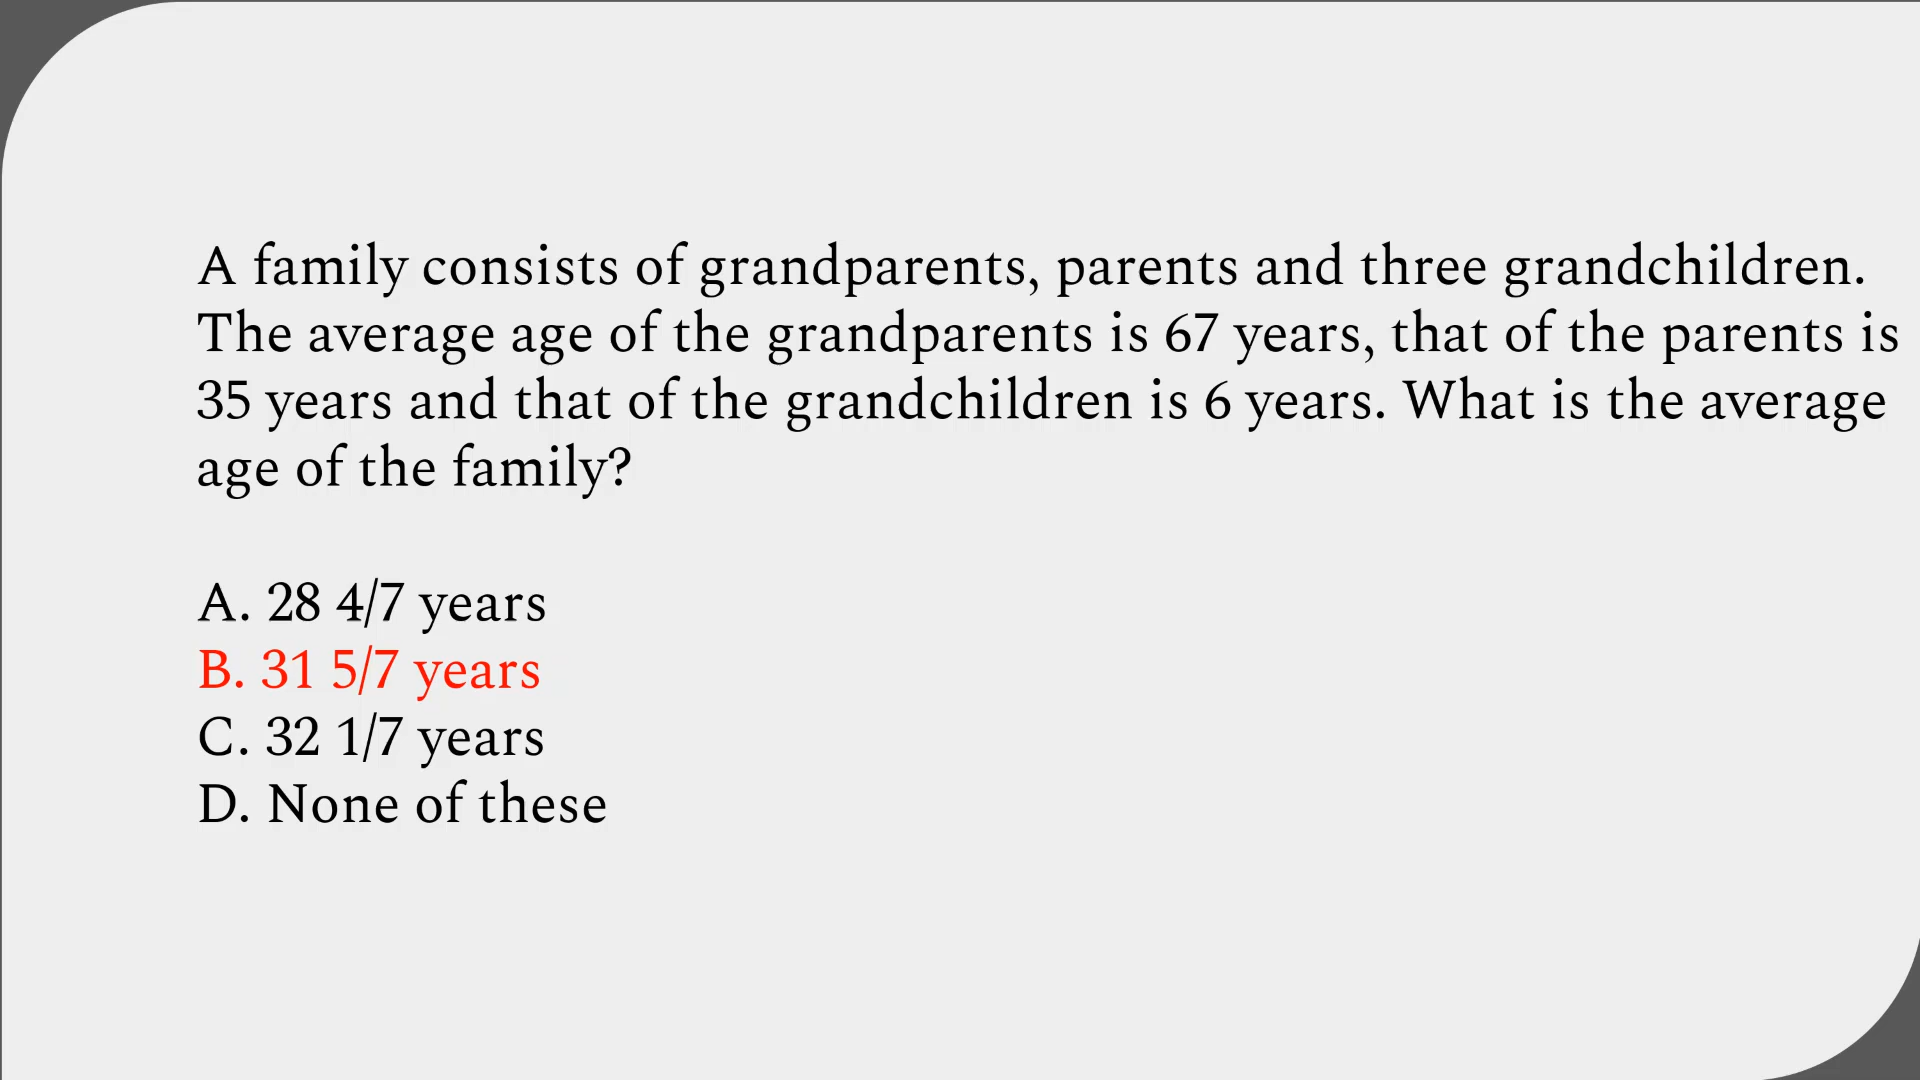 A family consists of grandparents, parents and three grandchildren.
The average age of the grandparents is 67 years, that of the parents is
35 years and that of the grandchildren is 6 years. What is the average
age of the family?
A. 28 4/7 years
B. 31 5/7 years
C. 32 1/7 years
D. None of these